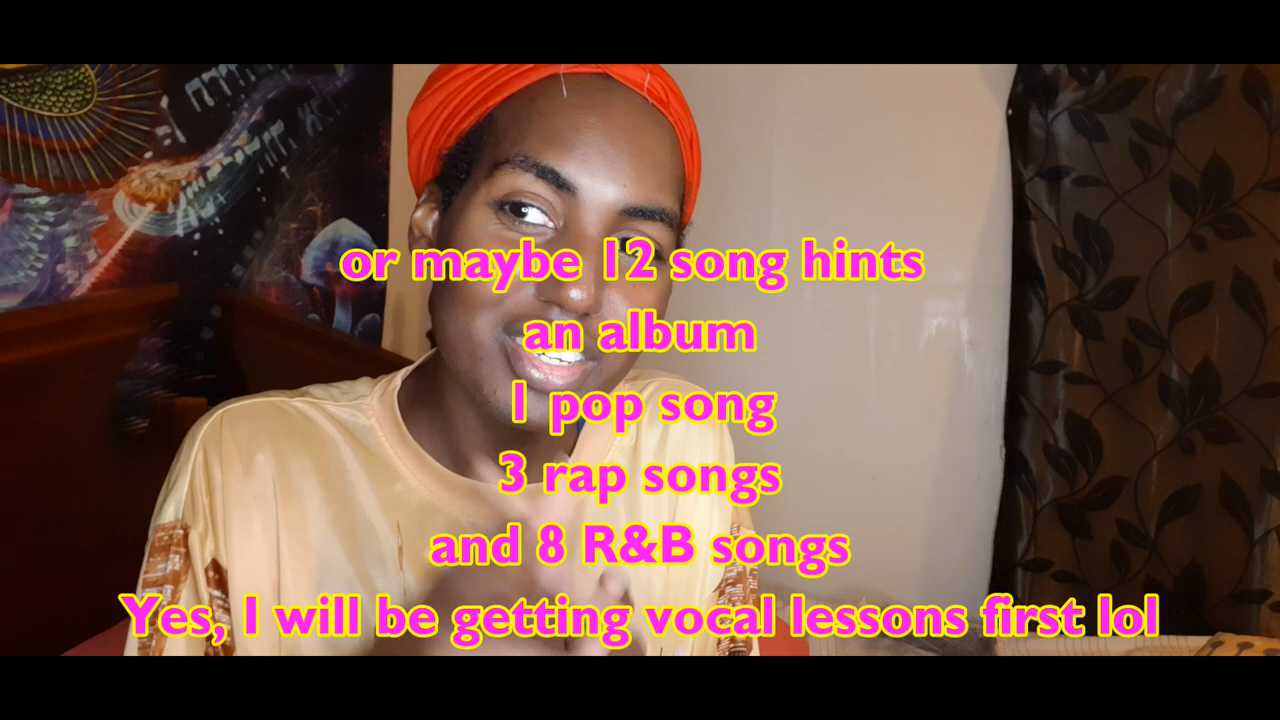 or maybe 12 song hints
an album
1 pop song
3 rap songs
and 8 R&B songs
Yes, I will be getting vocal lessons first lol